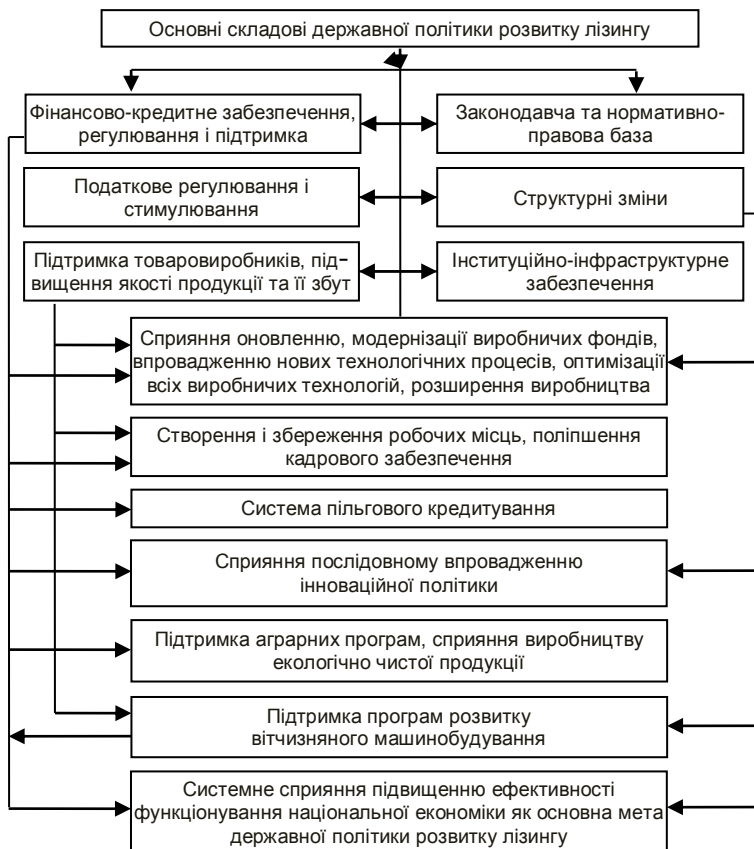 Основні складові державної політики розвитку лізингу
Фінансово-кредитне забезпечення,
регулювання і підтримка
Законодавча та нормативно-
правова база
Податкове регулювання і
стимулювання
Структурні зміни
Підтримка товаровиробників, під-
вищення якості продукції та її збут
Інституційно-інфраструктурне
забезпечення
Сприяння оновленню, модернізації виробничих фондів,
впровадженню нових технологічних процесів, оптимізації
всіх виробничих технологій, розширення виробництва
Створення і збереження робочих місць, поліпшення
кадрового забезпечення
Система пільгового кредитування
Сприяння послідовному впровадженню
інноваційної політики
Підтримка аграрних програм, сприяння виробництву
екологічно чистої продукції
Підтримка програм розвитку
вітчизняного машинобудування
Системне сприяння підвищенню ефективності
функціонування національної економіки як основна мета
державної політики розвитку лізингу